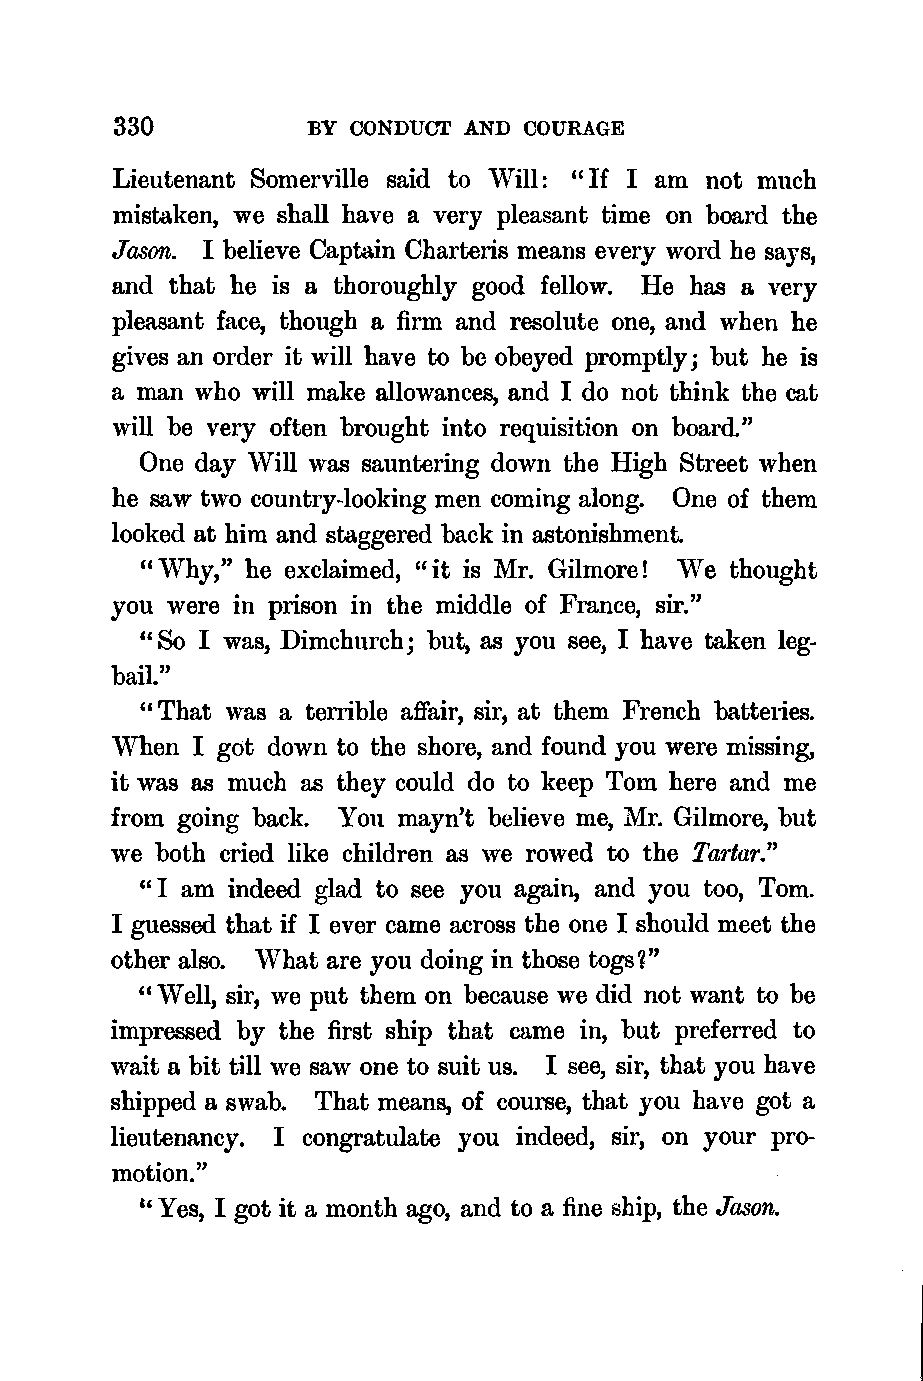 330 BY CONDUCT AND COURAGE
Lieutenant Somerville said to Will: "If I am not much
mistaken, we shall have a very pleasant time on board the
Jason. I believe Captain Charteris means every word he says,
and that he is a thoroughly good fellow. He has a very
pleasant face, though a firm and resolute one, and when he
gives an order it will have to be obeyed promptly; but he is
a man who will make allowances, and I do not think the cat
will be very often brought into requisition on board."
One day Will was sauntering down the High Street when
he saw two country-looking men coming along. One of them
looked at him and staggered back in astonishment.
"Why," he exclaimed, "it is Mr. Gilmore! We thought
you were in prison in the middle of France, sir."
"So I was, Dimchurch; but, as you see, I have taken leg-
bail."
"That was a terrible affair, sir, at them French batteries.
When I got down to the shore, and found you were missing,
it was as much as they could do to keep Tom here and me
from going back. You mayn't believe me, Mr. Gilmore, but
we both cried like children as we rowed to the Tartar."
"I am indeed glad to see you again, and you too, Tom.
I guessed that if I ever came across the one I should meet the
other also. What are you doing in those togs?"
"Well, sir, we put them on because we did not want to be
impressed by the first ship that came in, but preferred to
wait a bit till we saw one to suit us. I see, sir, that you have
shipped a swab. That means, of course, that you have got a
lieutenancy. I congratulate you indeed, sir, on your pro-
motion."
"Yes, I got it a month ago, and to a fine ship, the Jason.